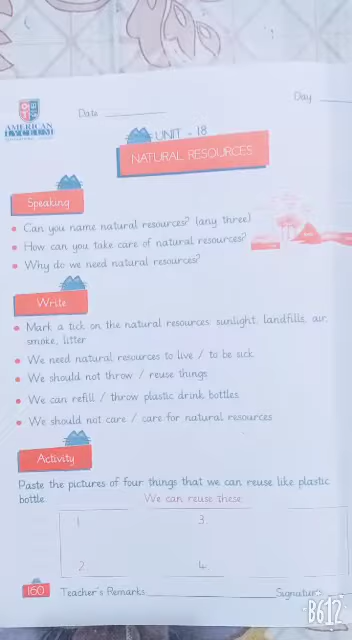 Day
AMERICAN
LYCEUM
Date
UNIT - 18
NATURAL RESOURCES
Speaking
Can you name natural resources? (any three)
How can you take care of natural resources?
Why do we need natural resources?
Write
Mark a tick on the natural resources. sunlight, landfills, air,
smoke, litter
We need natural resources to live / to be sick
We should not throw / reuse things
We can refill / throw plastic drink bottles
We should not care / care for natural resources
Activity
Paste the pictures of four things that we can reuse like plastic
bottle.
We can reuse these
1. 3.
2. 4.
160 Teacher's Remarks Signature
B612